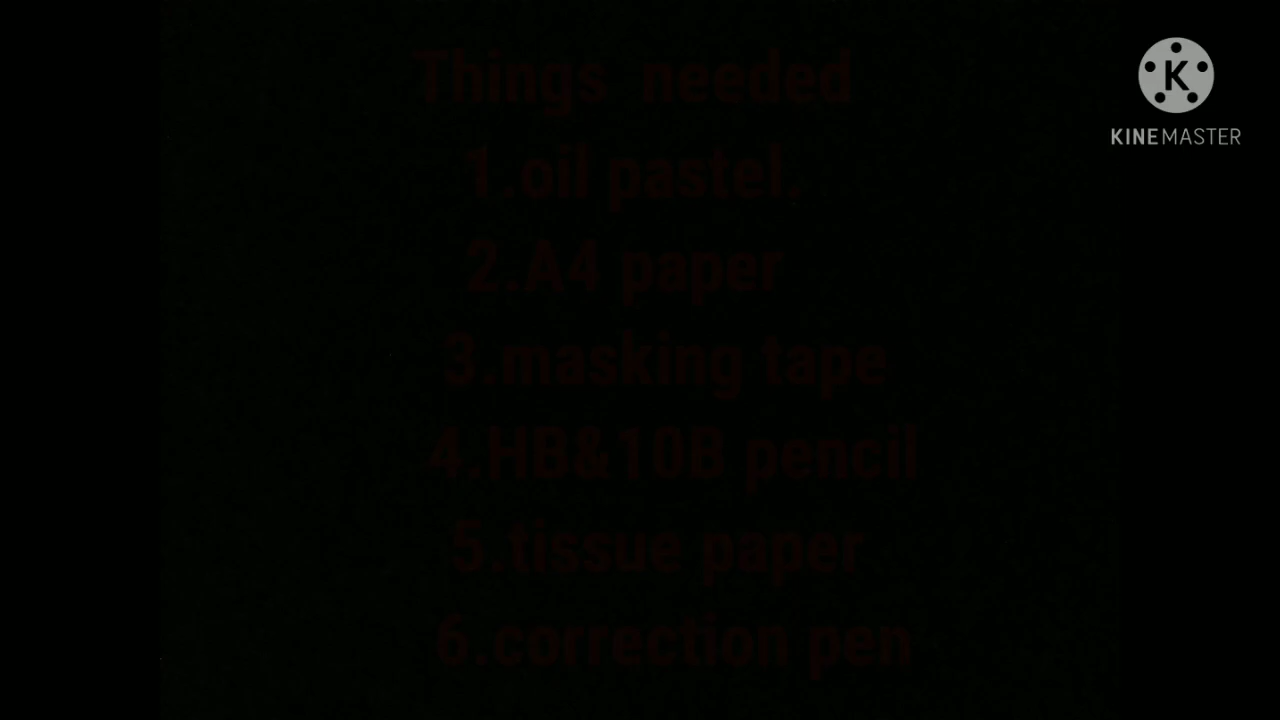 Things needed
1.oil pastel.
2.A4 paper
3.masking tape
4.HB&10B pencil
5.tissue paper
6.correction pen
K
KINEMASTER